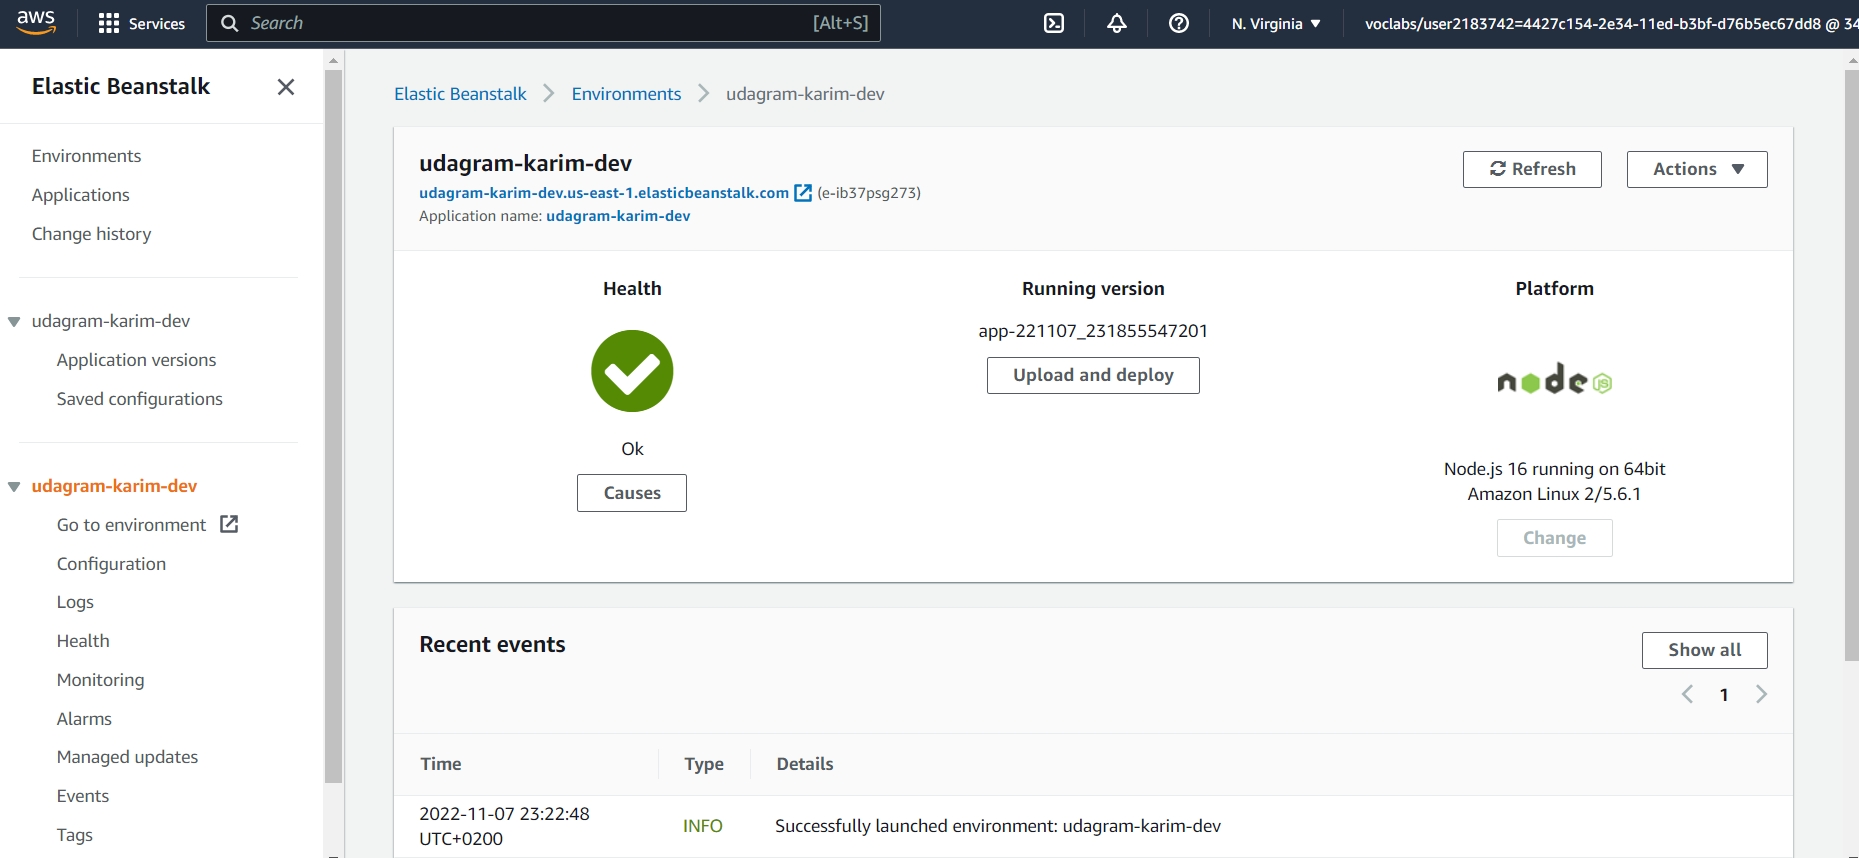 aws
Services
Search
[Alt+S]
N. Virginia
voclabs/user2183742=4427c154-2e34-11ed-b3bf-d76b5ec67dd8 @ 34
Elastic Beanstalk
Environments
Applications
Change history
udagram-karim-dev
Application versions
Saved configurations
udagram-karim-dev
Go to environment
Configuration
Logs
Health
Monitoring
Alarms
Managed updates
Events
Tags
Elastic Beanstalk
Environments
udagram-karim-dev
udagram-karim-dev
udagram-karim-dev.us-east-1.elasticbeanstalk.com (e-ib37psg273)
Application name: udagram-karim-dev
Refresh
Actions
Health
Ok
Causes
Running version
app-221107_231855547201
Upload and deploy
Platform
node JS
Node.js 16 running on 64bit
Amazon Linux 2/5.6.1
Change
Recent events
Show all
1
Time
Type
Details
2022-11-07 23:22:48
UTC+0200
INFO
Successfully launched environment: udagram-karim-dev